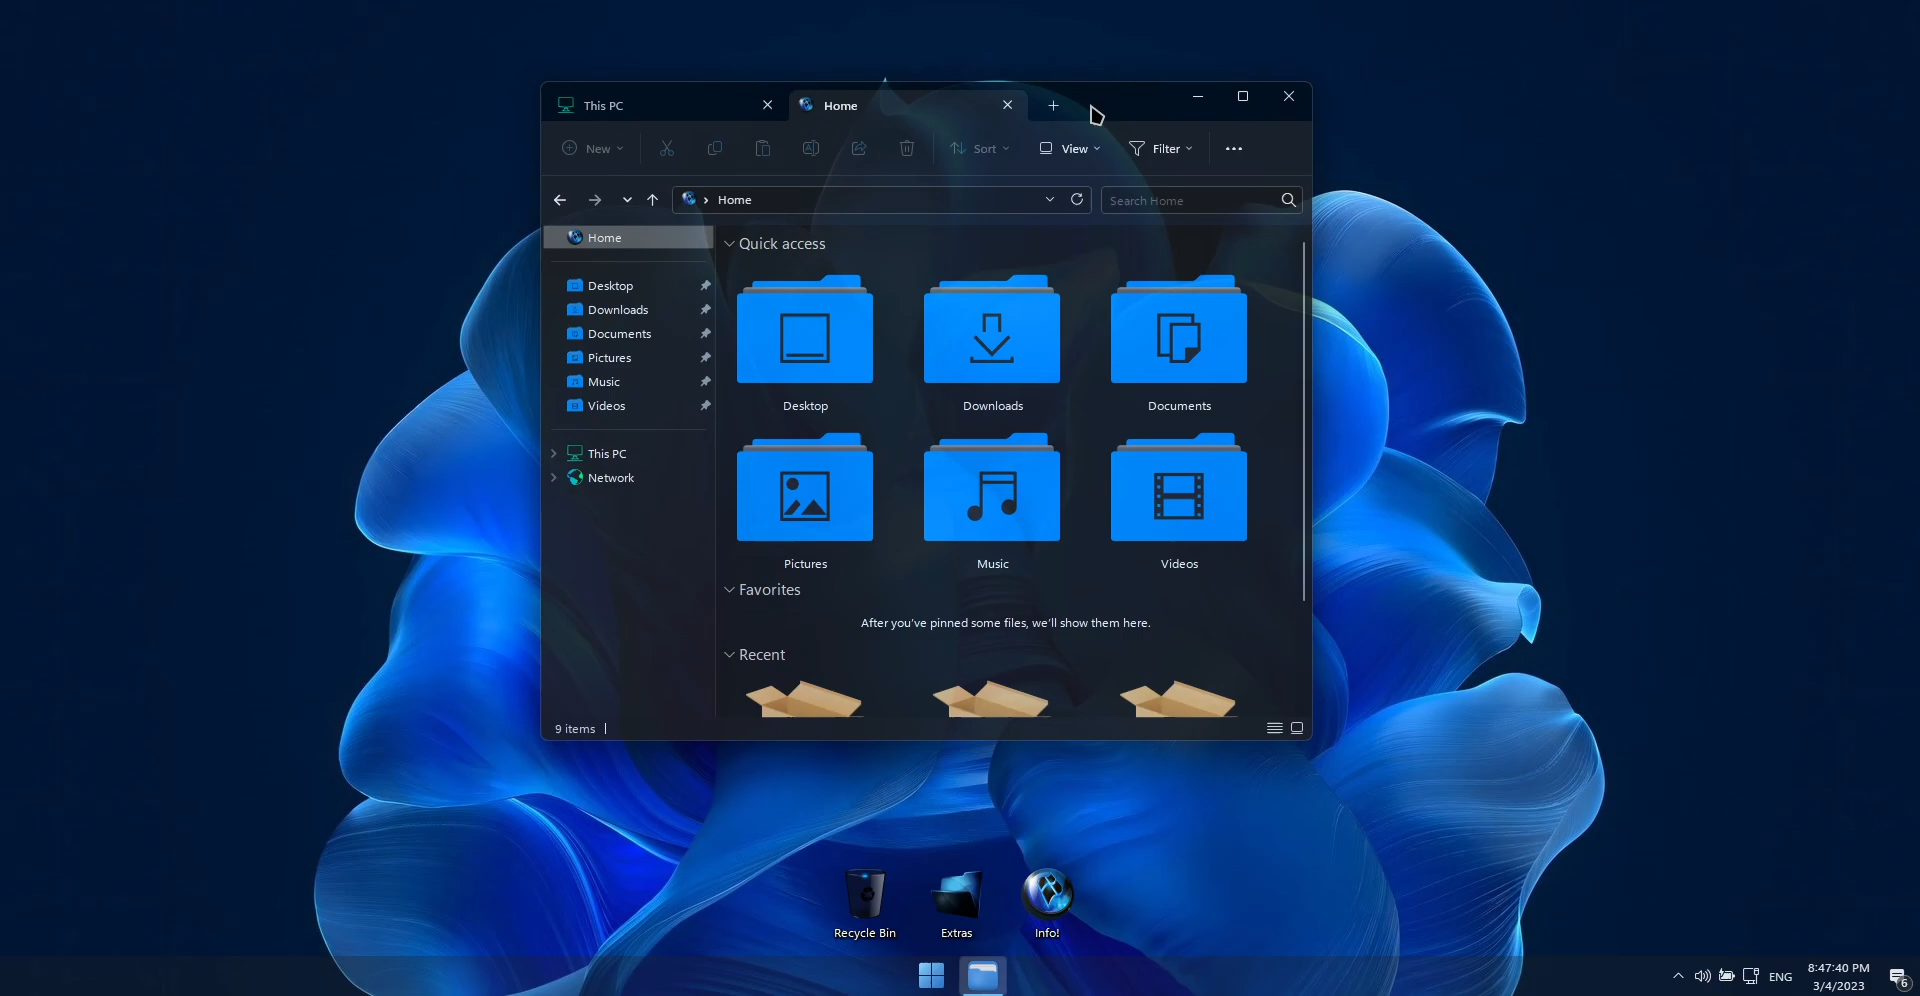 This PC
Home
New
Sort
View
Filter
Home
Search Home
Home
Desktop
Downloads
Documents
Pictures
Music
Videos
This PC
Network
Quick access
Desktop
Downloads
Documents
Pictures
Music
Videos
Favorites
After you've pinned some files, we'll show them here.
Recent
9 items
Recycle Bin
Extras
Info!
ENG
8:47:40 PM
3/4/2023
6